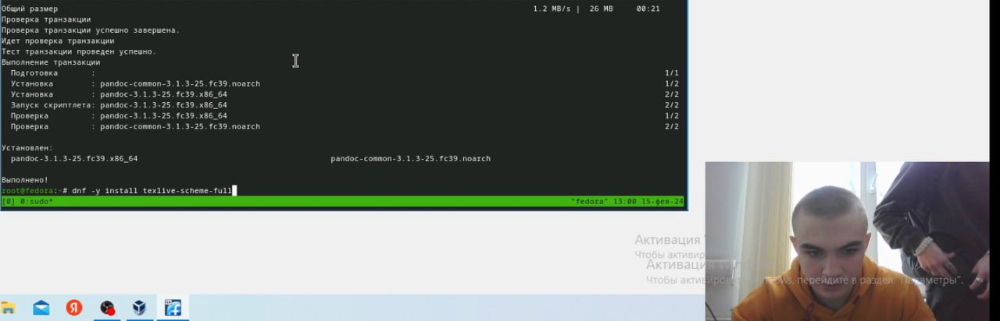 Общий размер 1.2 MB/s | 26 MB 00:21
Проверка транзакции
Проверка транзакции успешно завершена.
Идет проверка транзакции
Тест транзакции проведен успешно.
Выполнение транзакции
Подготовка : 1/1
Установка : pandoc-common-3.1.3-25.fc39.noarch 1/2
Установка : pandoc-3.1.3-25.fc39.x86_64 2/2
Запуск скриптлета: pandoc-3.1.3-25.fc39.x86_64 2/2
Проверка : pandoc-3.1.3-25.fc39.x86_64 1/2
Проверка : pandoc-common-3.1.3-25.fc39.noarch 2/2
Установлен:
pandoc-3.1.3-25.fc39.x86_64 pandoc-common-3.1.3-25.fc39.noarch
Выполнено!
root@fedora:~# dnf -y install texlive-scheme-full
[0] 0:sudo* "fedora" 13:00 15-фев-24
Активация
Чтобы активир
Активация Win
Чтобы активиров ws, перейдите в раздел "Параметры".
Я